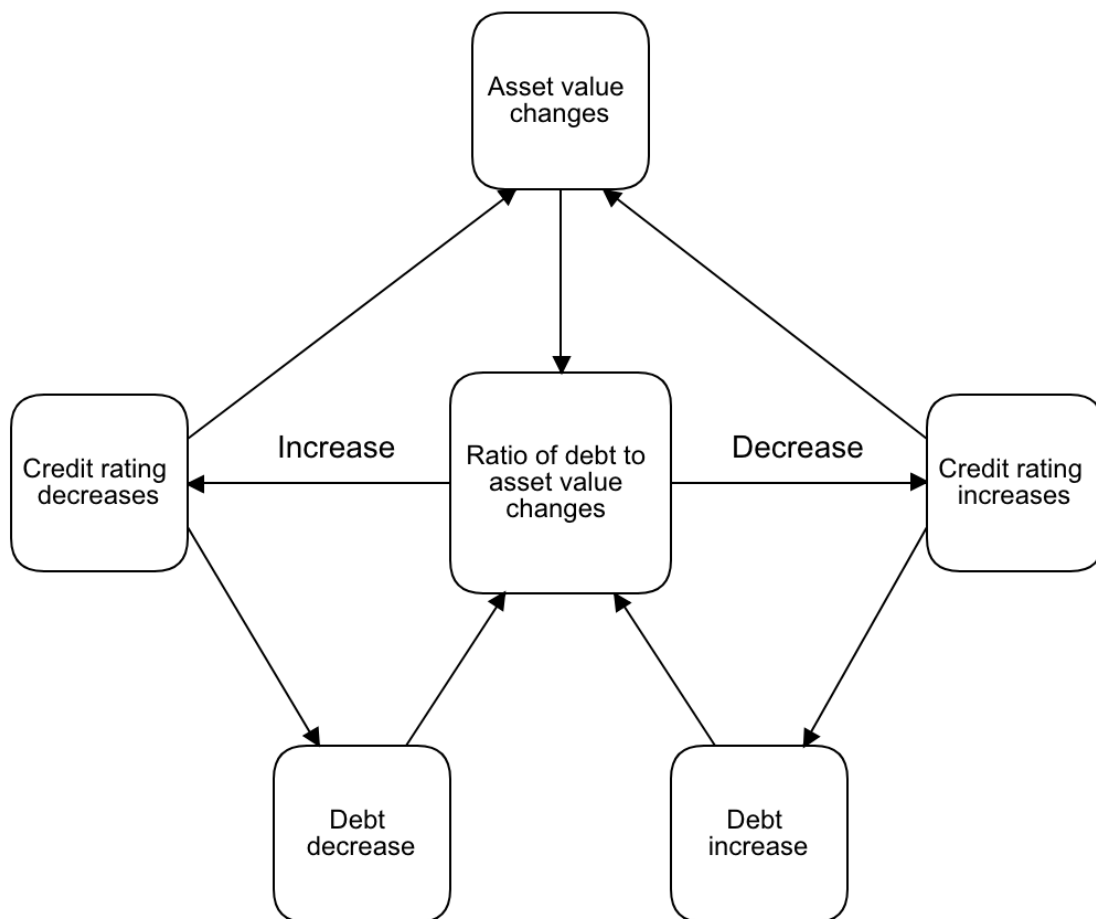 Asset value
changes
Increase
Decrease
Credit rating
decreases
Ratio of debt to
asset value
changes
Credit rating
increases
Debt
decrease
Debt
increase